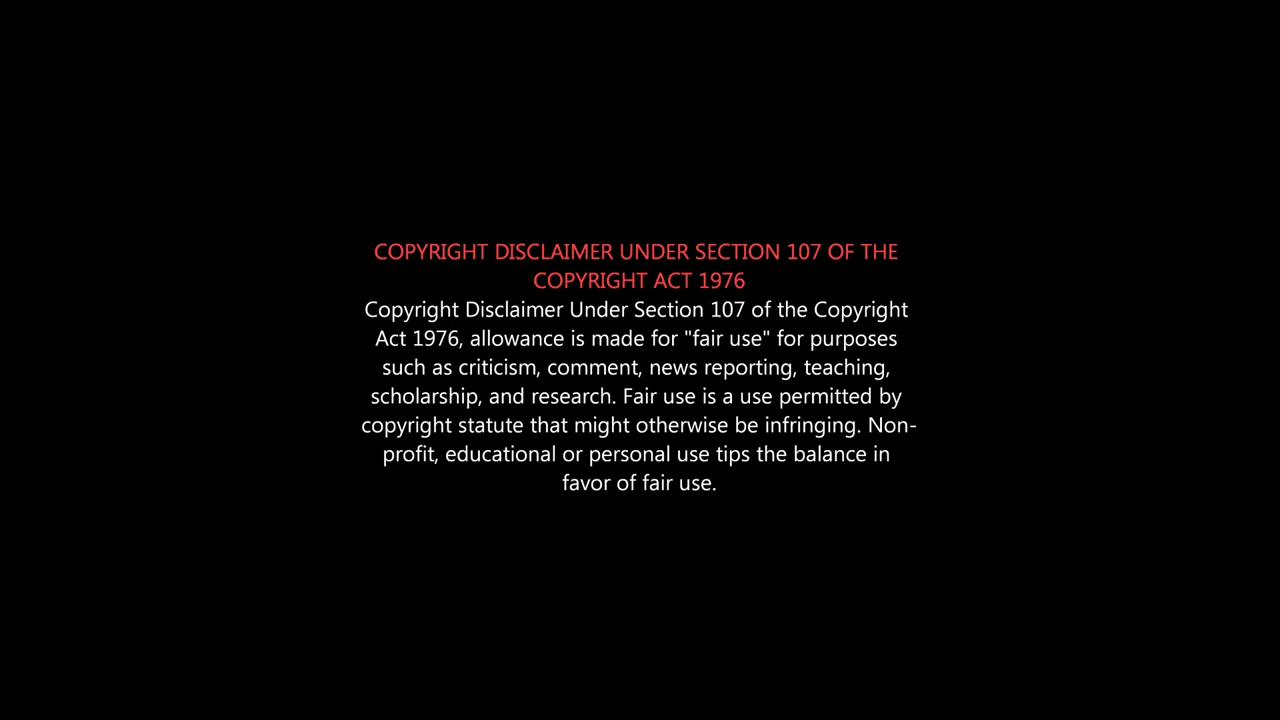 COPYRIGHT DISCLAIMER UNDER SECTION 107 OF THE
COPYRIGHT ACT 1976
Copyright Disclaimer Under Section 107 of the Copyright
Act 1976, allowance is made for "fair use" for purposes
such as criticism, comment, news reporting, teaching,
scholarship, and research. Fair use is a use permitted by
copyright statute that might otherwise be infringing. Non-
profit, educational or personal use tips the balance in
favor of fair use.